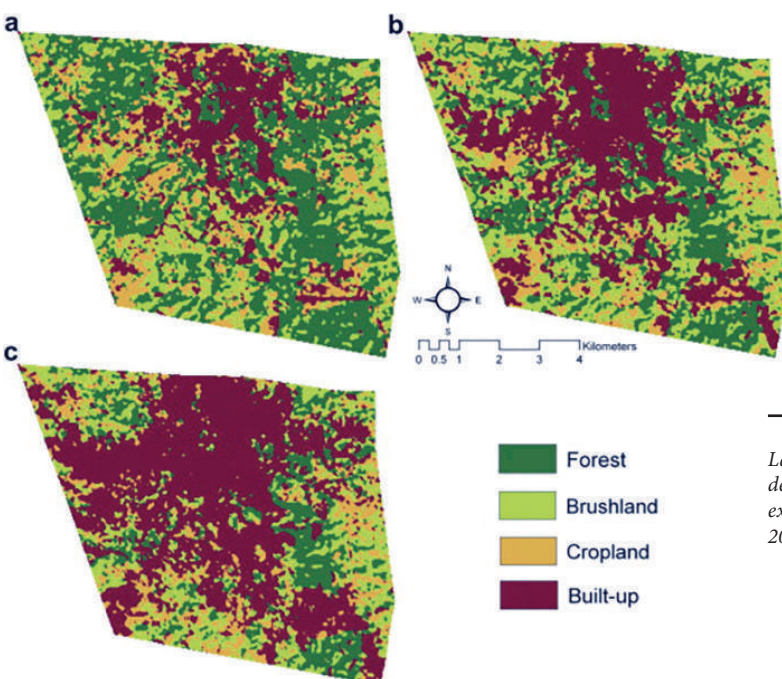 a
b
N
W E
S
Kilometers
0 0.5 1 2 3 4
c
Forest
Brushland
Cropland
Built-up